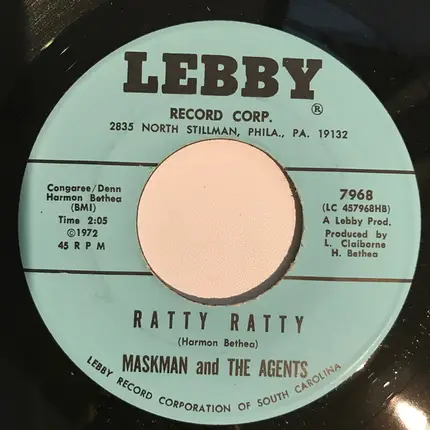 LEBBY
®
RECORD CORP.
2835 NORTH STILLMAN, PHILA., PA. 19132
Congaree/Denn
Harmon Bethea
(BMI)
Time 2:05
©1972
45 RPM
7968
(LC 457968HB)
A Lebby Prod.
Produced by
L. Claiborne
H. Bethea
RATTY RATTY
(Harmon Bethea)
MASKMAN and THE AGENTS
LEBBY RECORD CORPORATION OF SOUTH CAROLINA